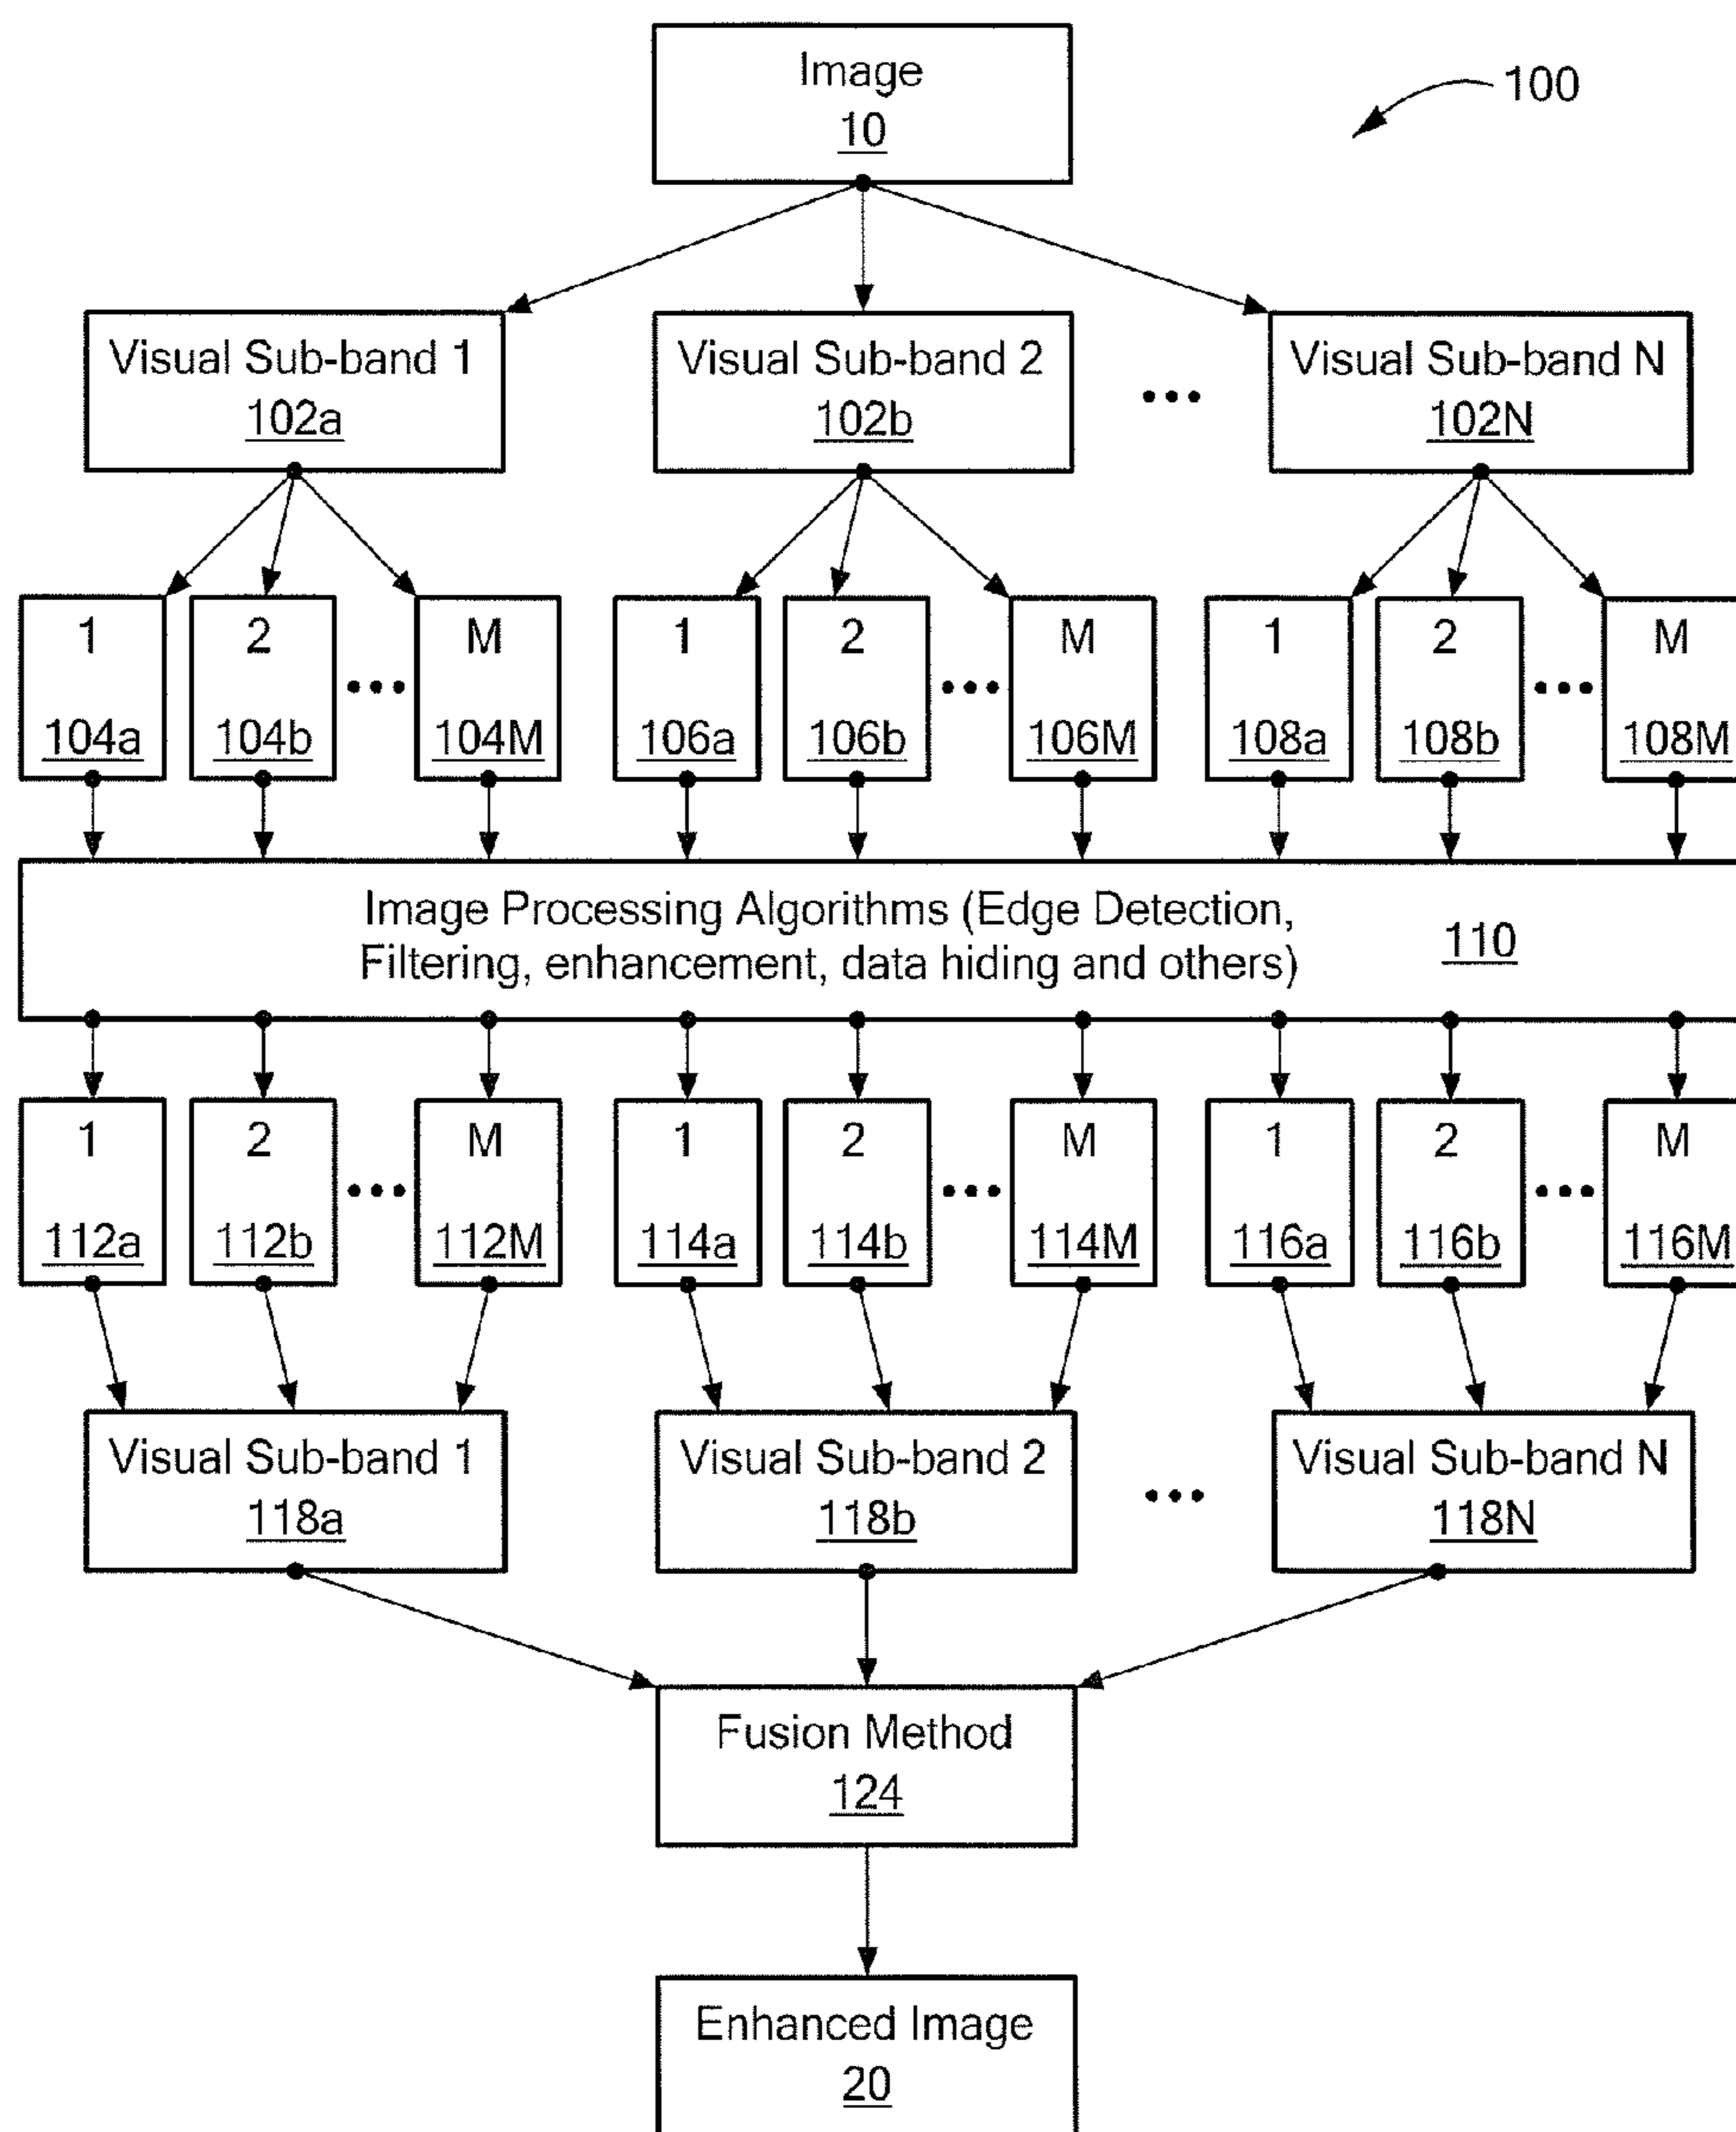 Image
10
100
Visual Sub-band 1
102a
Visual Sub-band 2
102b
...
Visual Sub-band N
102N
1
104a
2
104b
...
M
104M
1
106a
2
106b
...
M
106M
1
108a
2
108b
...
M
108M
Image Processing Algorithms (Edge Detection,
Filtering, enhancement, data hiding and others)
110
1
112a
2
112b
...
M
112M
1
114a
2
114b
...
M
114M
1
116a
2
116b
...
M
116M
Visual Sub-band 1
118a
Visual Sub-band 2
118b
...
Visual Sub-band N
118N
Fusion Method
124
Enhanced Image
20